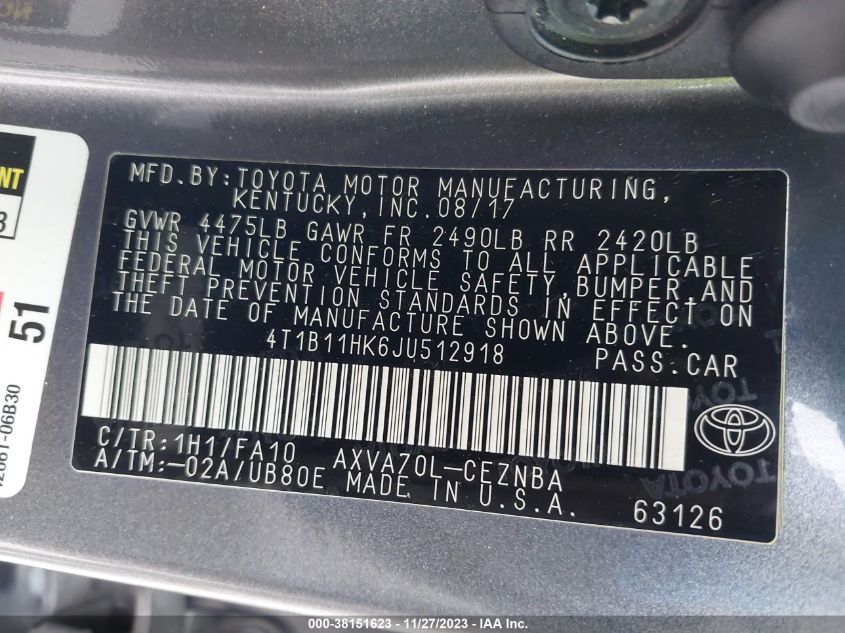 MFD.BY:TOYOTA MOTOR MANUFACTURING,
KENTUCKY,INC.08/17
GVWR 4475LB GAWR FR 2490LB RR 2420LB
THIS VEHICLE CONFORMS TO ALL APPLICABLE
FEDERAL MOTOR VEHICLE SAFETY,BUMPER,AND
THEFT PREVENTION STANDARDS IN EFFECT ON
THE DATE OF MANUFACTURE SHOWN ABOVE.
4T1B11HK6JU512918 PASS.CAR
C/TR:1H1/FA10 AXVA70L-CEZNBA
A/TM:-02A/UB80E MADE IN U.S.A.
63126
TOYOTA
TOYOTA
51
06B30
000-38151623 - 11/27/2023 - © IAA, Inc.